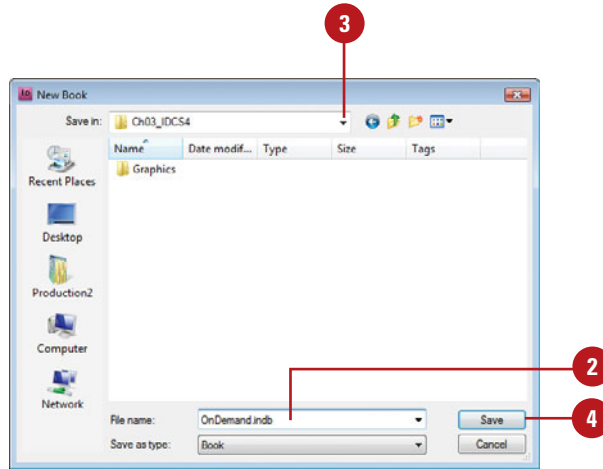 3
Id New Book
Save in: Ch03_IDCS4
Name Date modif... Type Size Tags
Graphics
Recent Places
Desktop
Production2
Computer
Network
2
File name: OnDemand.indb Save
4
Save as type: Book Cancel